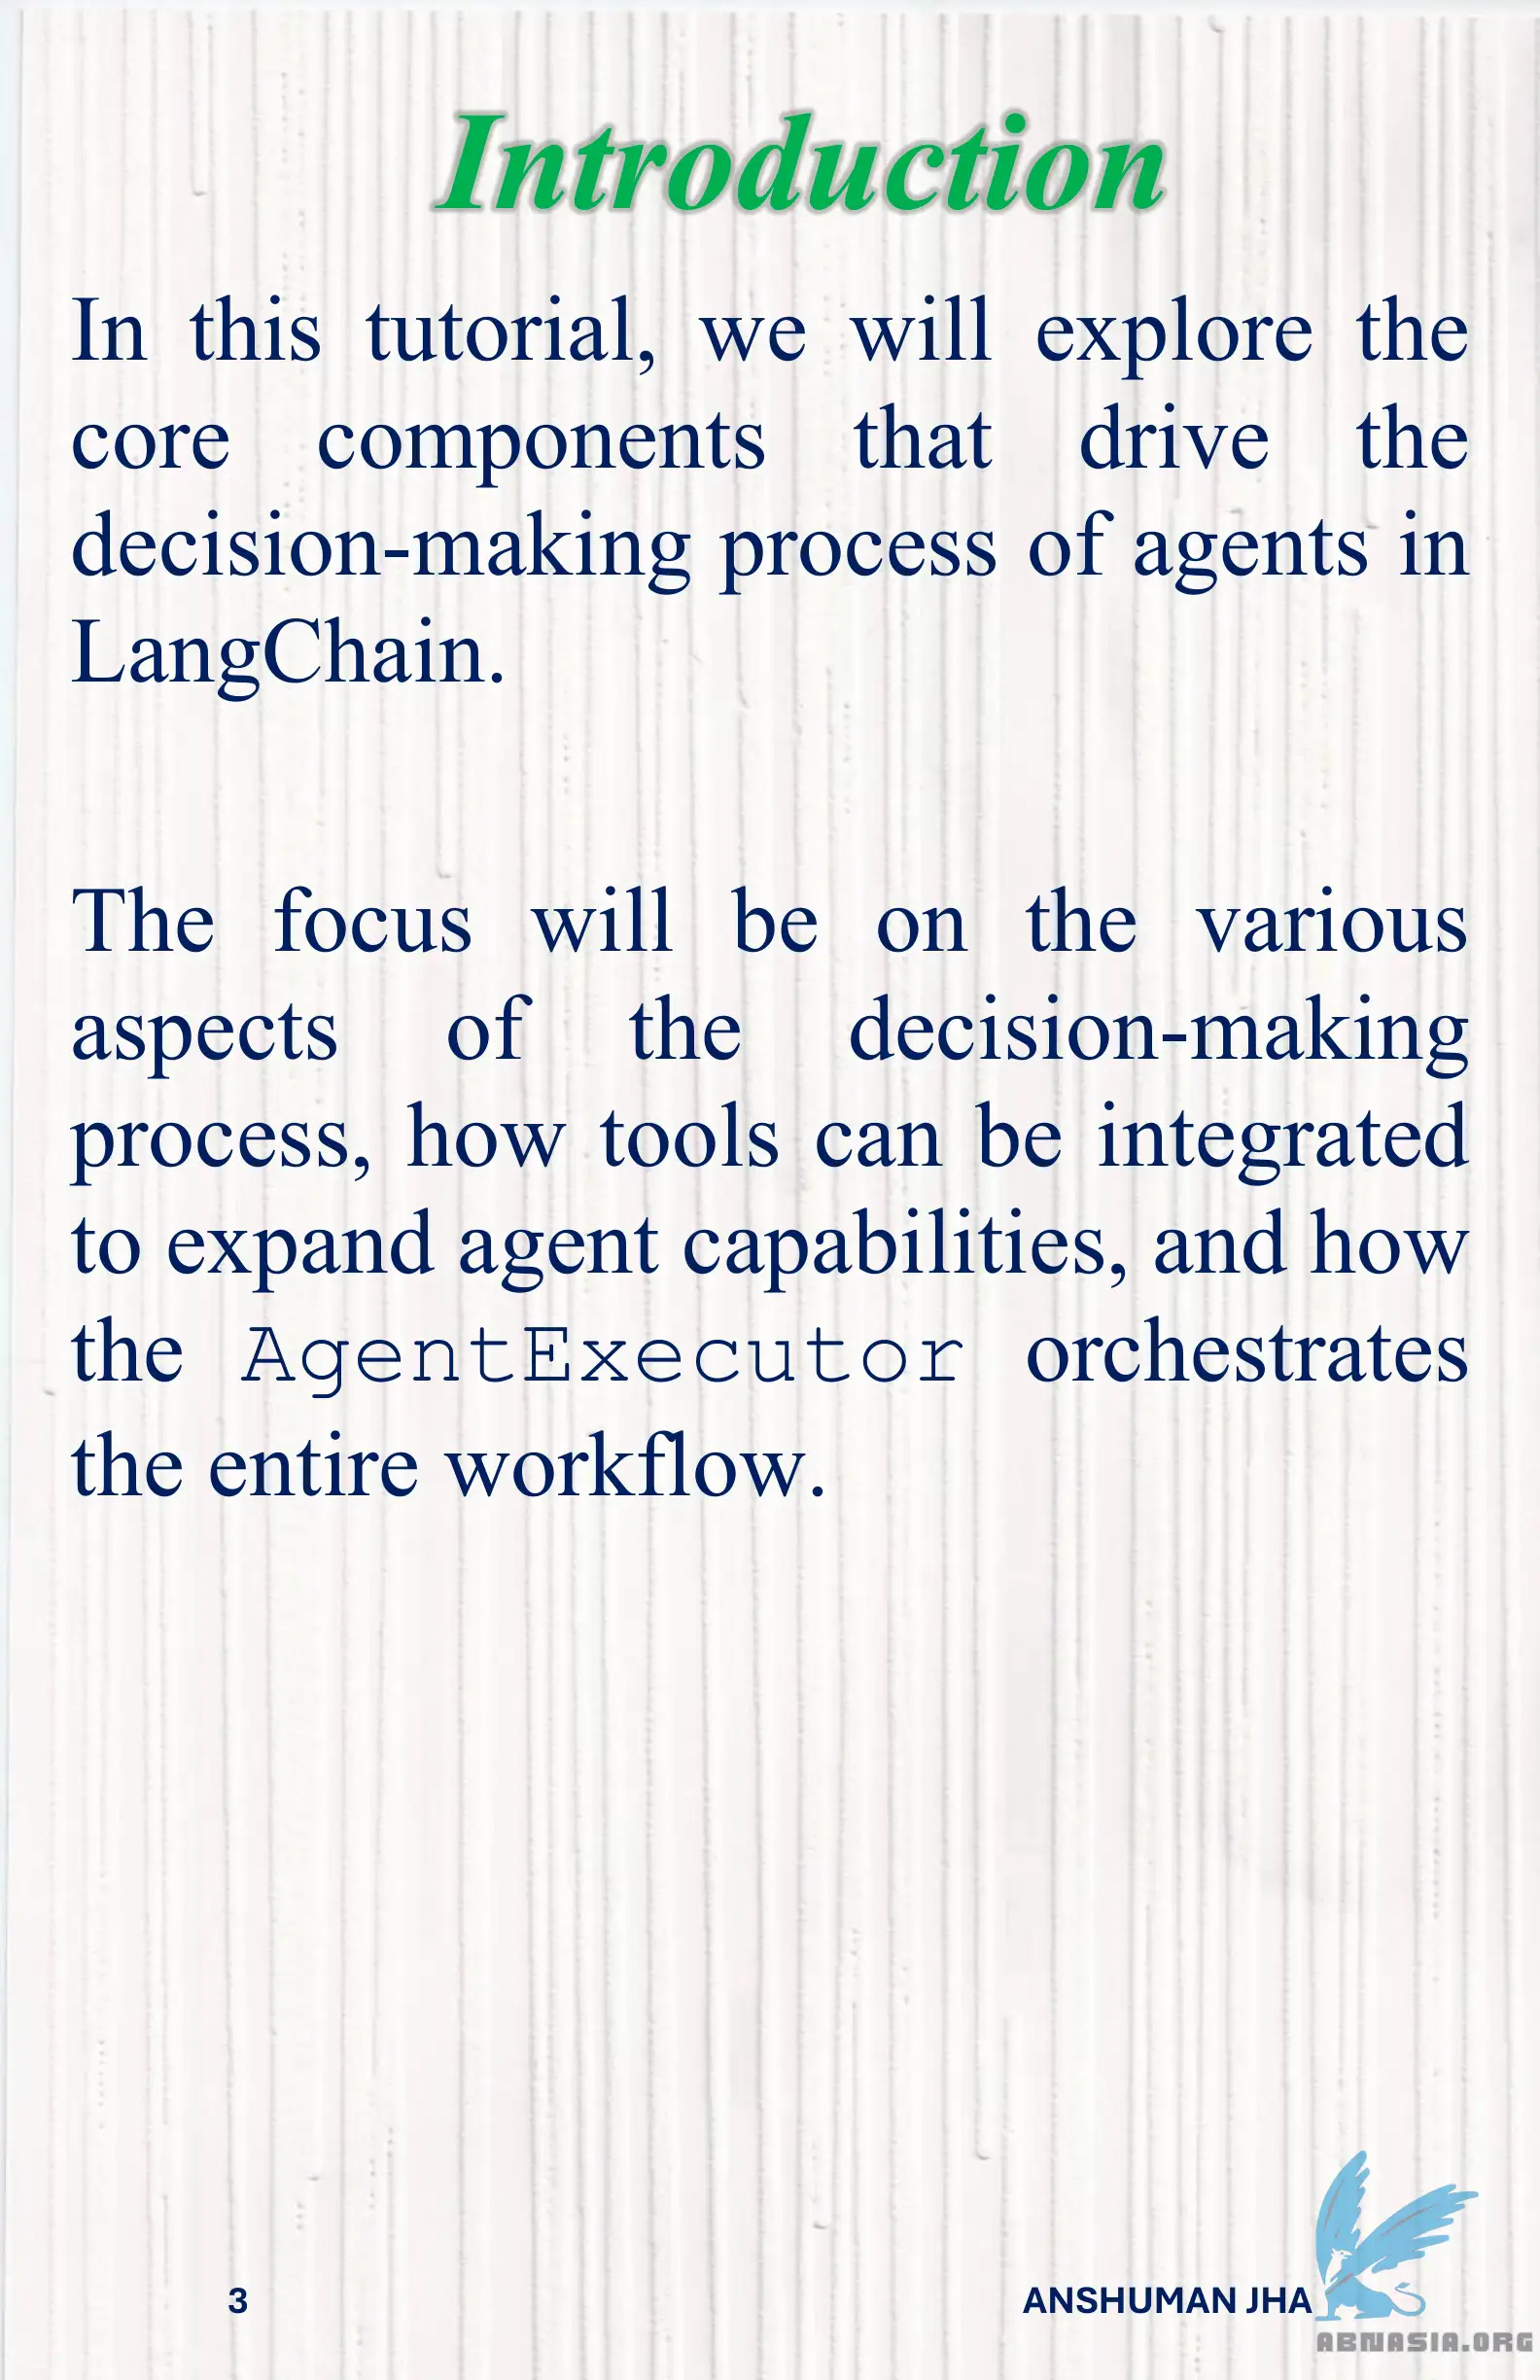 Introduction
In this tutorial, we will explore the
core components that drive the
decision-making process of agents in
LangChain.
The focus will be on the various
aspects of the decision-making
process, how tools can be integrated
to expand agent capabilities, and how
the AgentExecutor orchestrates
the entire workflow.
3
ANSHUMAN JHA
ABNASIA.ORG